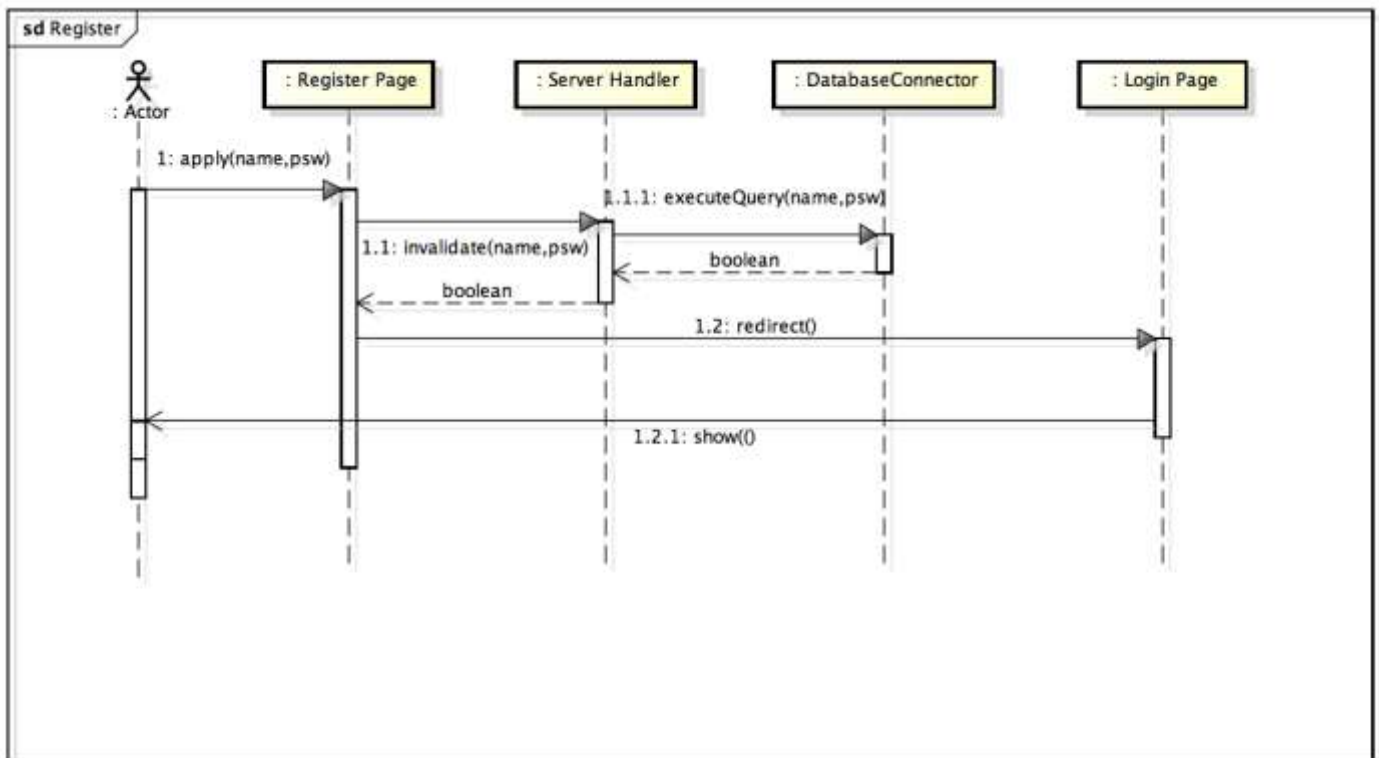 sd Register
: Actor
: Register Page
: Server Handler
: DatabaseConnector
: Login Page
1: apply(name,psw)
1.1.1: executeQuery(name,psw)
1.1: invalidate(name,psw)
boolean
boolean
1.2: redirect()
1.2.1: show(()